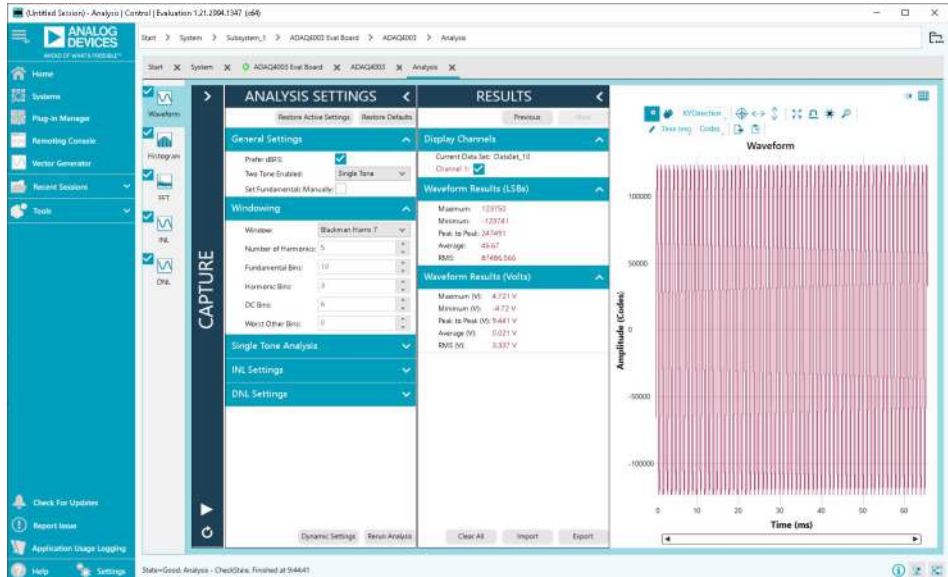 (Untitled Session) - Analysis | Control | Evaluation 1.21.2994.1347 (x64)
ANALOG
DEVICES
AHEAD OF WHAT'S POSSIBLE™
Home
Systems
Plug-in Manager
Remoting Console
Vector Generator
Recent Sessions
Tools
Check For Updates
Report Issue
Application Usage Logging
Help
Settings
Start > System > Subsystem_1 > ADAQ4003 Eval Board > ADAQ4003 > Analysis
Start
System
ADAQ4003 Eval Board
ADAQ4003
Analysis
Waveform
Histogram
FFT
INL
DNL
CAPTURE
ANALYSIS SETTINGS
Restore Active Settings
Restore Defaults
General Settings
Prefer dBFS:
Two Tone Enabled: Single Tone
Set Fundamentals Manually:
Windowing
Window: Blackman Harris 7
Number of Harmonics: 5
Fundamental Bins: 10
Harmonic Bins: 3
DC Bins: 6
Worst Other Bins:
Single Tone Analysis
INL Settings
DNL Settings
Dynamic Settings
Rerun Analysis
RESULTS
Previous
Display Channels
Current Data Set: DataSet_10
Channel 1:
Waveform Results (LSBs)
Maximum: 123750
Minimum: -123741
Peak to Peak: 247491
Average:
RMS: 87486.566
Waveform Results (Volts)
Maximum (V): 4.721 V
Minimum (V): -4.72 V
Peak to Peak (V): 9.441 V
Average (V): 0.021 V
RMS (V): 3.337 V
Clear All
Import
Export
XYDirection
Time (ms)
Codes
Waveform
Amplitude (Codes)
100000
50000
0
-50000
-100000
0 10 20 30 40 50 60
Time (ms)
State=Good, Analysis - CheckState. Finished at 9:44:41